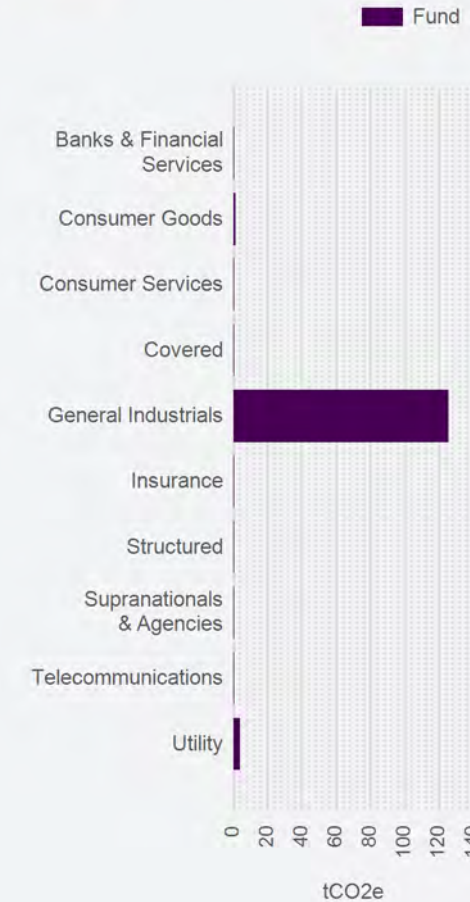 Fund
Banks & Financial
Services
Consumer Goods
Consumer Services
Covered
General Industrials
Insurance
Structured
Supranationals
& Agencies
Telecommunications
Utility
0 20 40 60 80 100 120 140
tCO2e